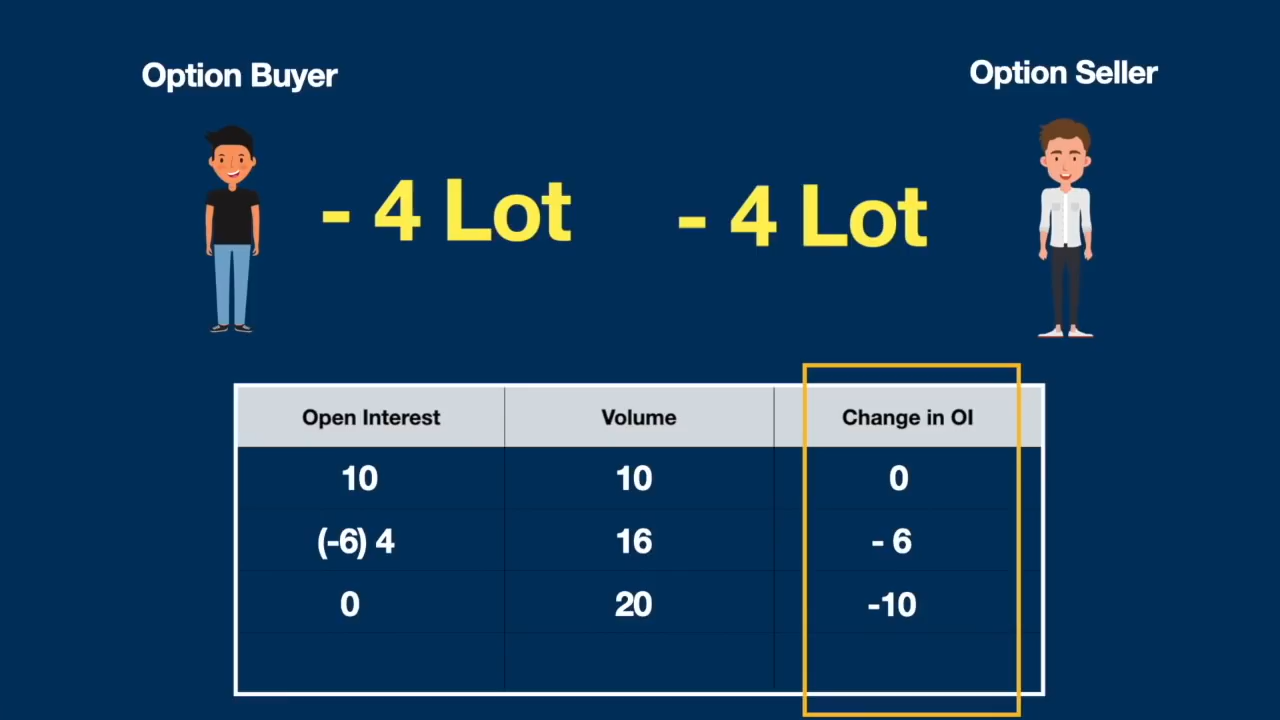 Option Buyer
Option Seller
- 4 Lot
- 4 Lot
Open Interest Volume Change in OI
10 10 0
(-6) 4 16 - 6
0 20 -10